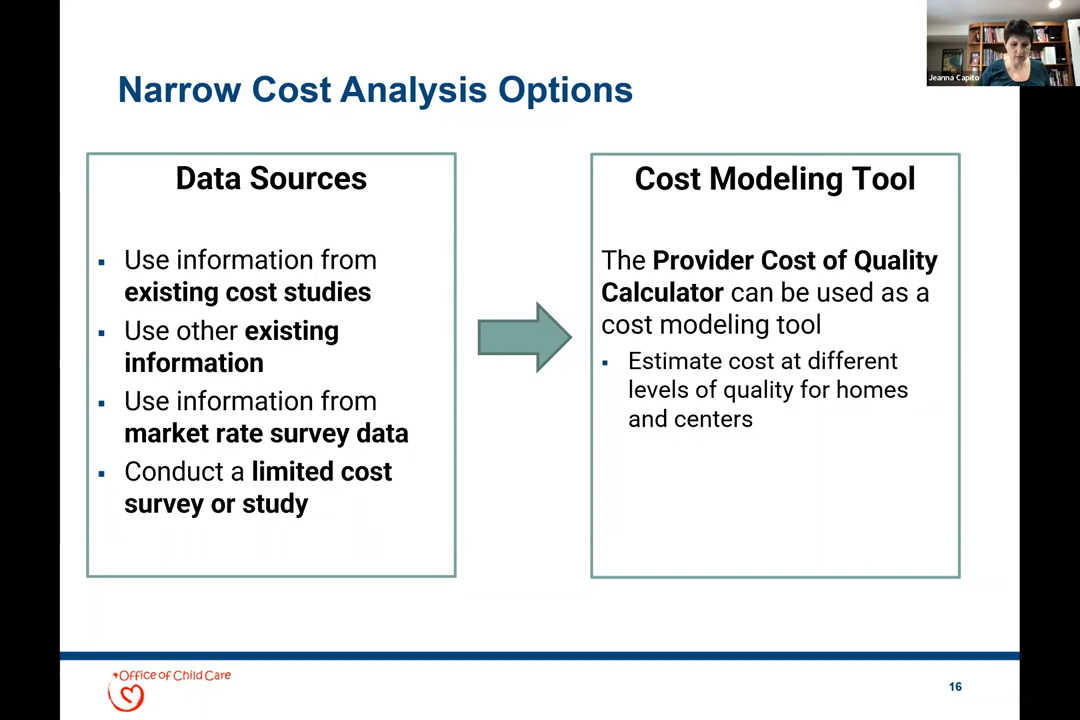 Jeanna Capito
Narrow Cost Analysis Options
Data Sources
▪ Use information from
existing cost studies
▪ Use other existing
information
▪ Use information from
market rate survey data
▪ Conduct a limited cost
survey or study
Cost Modeling Tool
The Provider Cost of Quality
Calculator can be used as a
cost modeling tool
▪ Estimate cost at different
levels of quality for homes
and centers
Office of Child Care
16